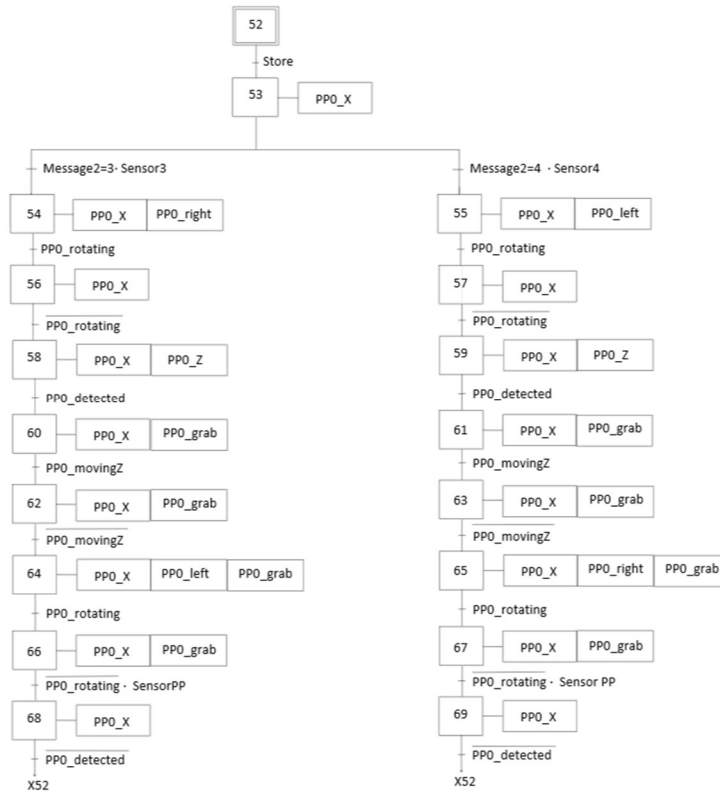 52
Store
53 PP0_X
Message2=3· Sensor3
54 PP0_X PP0_right
PP0_rotating
56 PP0_X
PP0_rotating
58 PP0_X PP0_Z
PP0_detected
60 PP0_X PP0_grab
PP0_movingZ
62 PP0_X PP0_grab
PP0_movingZ
64 PP0_X PP0_left PP0_grab
PP0_rotating
66 PP0_X PP0_grab
PP0_rotating · SensorPP
68 PP0_X
PP0_detected
X52
Message2=4 · Sensor4
55 PP0_X PP0_left
PP0_rotating
57 PP0_X
PP0_rotating
59 PP0_X PP0_Z
PP0_detected
61 PP0_X PP0_grab
PP0_movingZ
63 PP0_X PP0_grab
PP0_movingZ
65 PP0_X PP0_right PP0_grab
PP0_rotating
67 PP0_X PP0_grab
PP0_rotating · Sensor PP
69 PP0_X
PP0_detected
X52